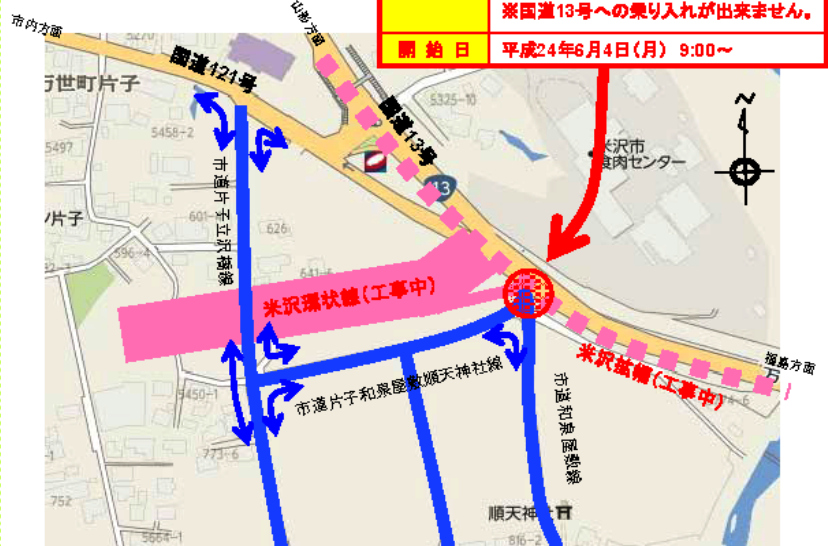 ※国道13号への乗り入れが出来ません。
開始日
平成24年6月4日(月) 9:00～
市内方面
山形方面
5270
国道121号
万世町片子
国道13号
5325-10
5458-2
5497
米沢市
食肉センター
13
市道片子立沢橋線
片子
601-
626
596-4
641-
米沢環状線(工事中)
米沢拡幅(工事中)
福島方面
万
市道片子和泉屋敷順天神社線
市道和泉屋敷線
5450-1
773-6
752
順天神社
5664-1
816-2